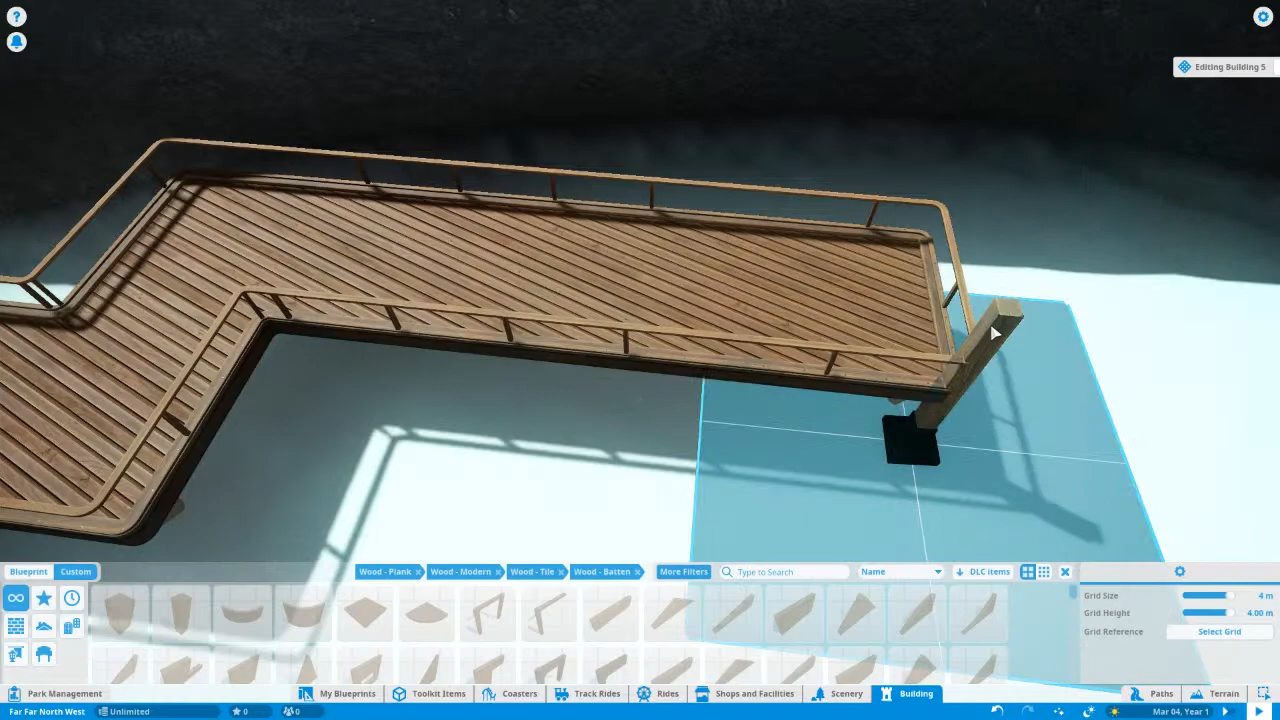 ?
Editing Building 5
Blueprint Custom Wood - Plank × Wood - Modern × Wood - Tile × Wood - Batten × More Filters Type to Search Name DLC items
Grid Size 4 m
Grid Height 4.00 m
Grid Reference Select Grid
Park Management My Blueprints Toolkit Items Coasters Track Rides Rides Shops and Facilities Scenery Building Paths Terrain
Far Far North West Unlimited 0 0 Mar 04, Year 1